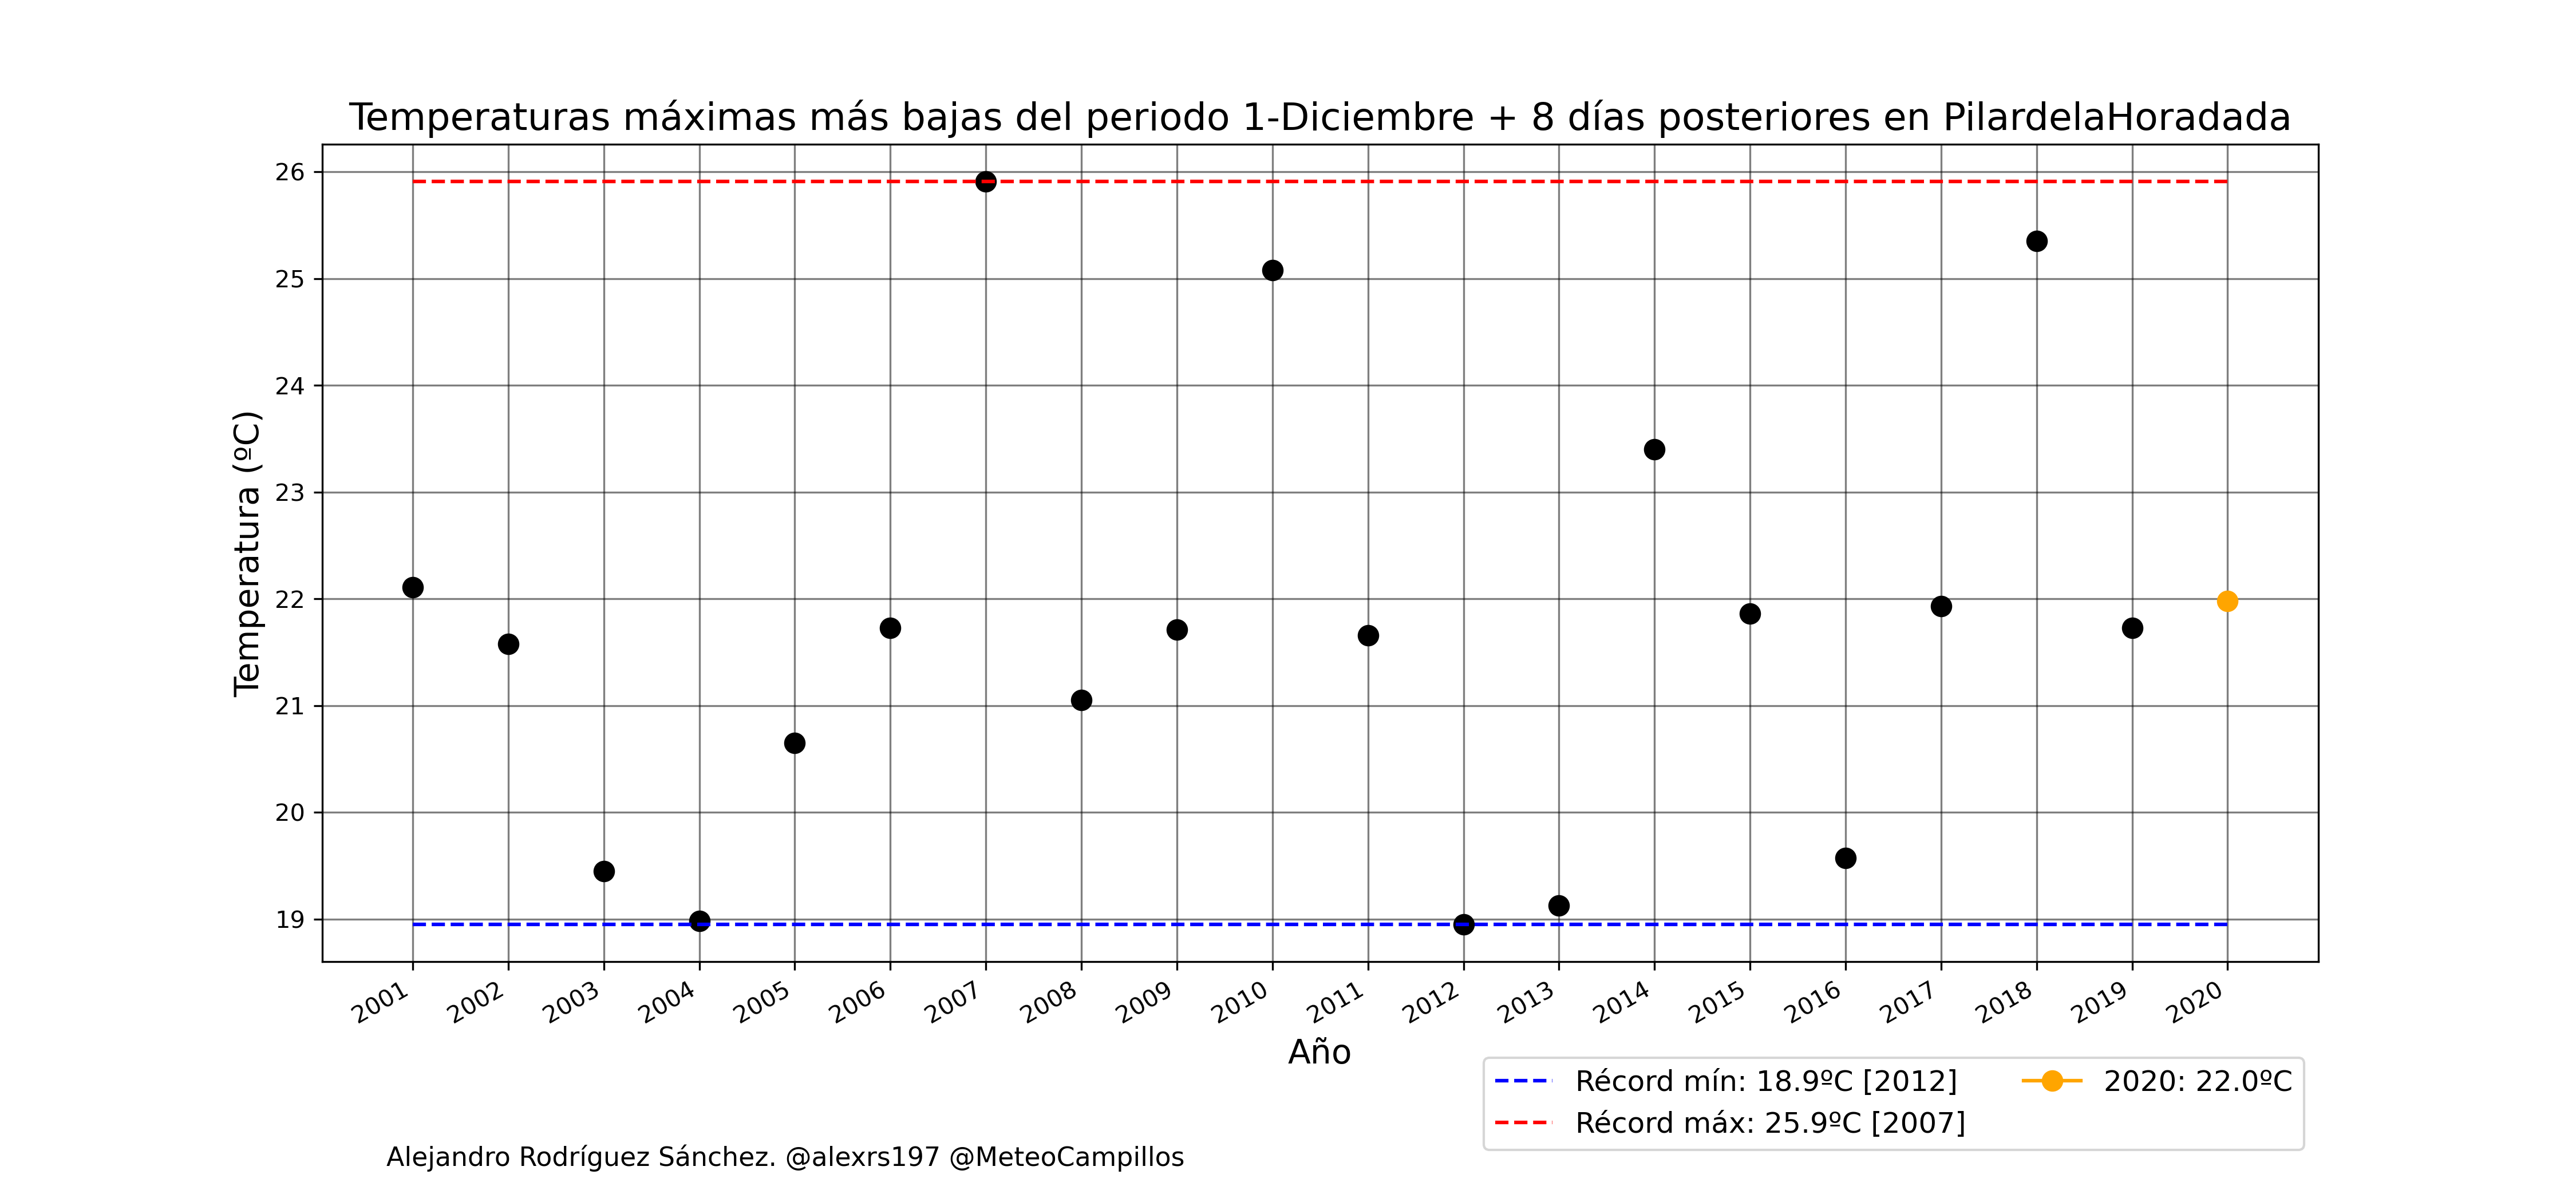 Temperaturas máximas más bajas del periodo 1-Diciembre + 8 días posteriores en PilardelaHoradada
Temperatura (ºC)
26
25
24
23
22
21
20
19
2001 2002 2003 2004 2005 2006 2007 2008 2009 2010 2011 2012 2013 2014 2015 2016 2017 2018 2019 2020
Año
Récord mín: 18.9ºC [2012]
Récord máx: 25.9ºC [2007]
2020: 22.0ºC
Alejandro Rodríguez Sánchez. @alexrs197 @MeteoCampillos